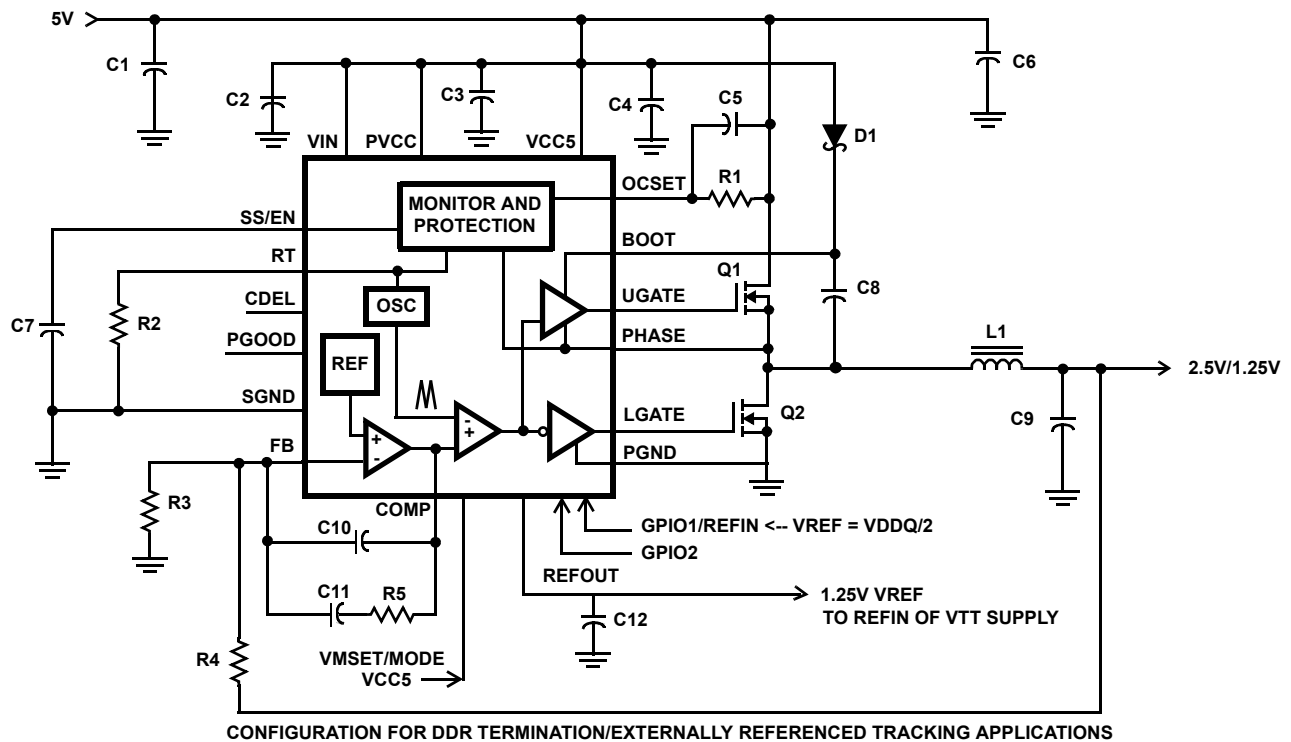 5V
C1
C2
C3
C4
C5
C6
VIN
PVCC
VCC5
D1
OCSET
R1
MONITOR AND
PROTECTION
SS/EN
BOOT
RT
Q1
CDEL
OSC
UGATE
C8
C7
R2
PGOOD
REF
PHASE
L1
2.5V/1.25V
SGND
LGATE
Q2
C9
FB
+
-
-
+
PGND
R3
COMP
C10
GPIO1/REFIN <-- VREF = VDDQ/2
GPIO2
REFOUT
C11
R5
1.25V VREF
TO REFIN OF VTT SUPPLY
C12
R4
VMSET/MODE
VCC5
CONFIGURATION FOR DDR TERMINATION/EXTERNALLY REFERENCED TRACKING APPLICATIONS